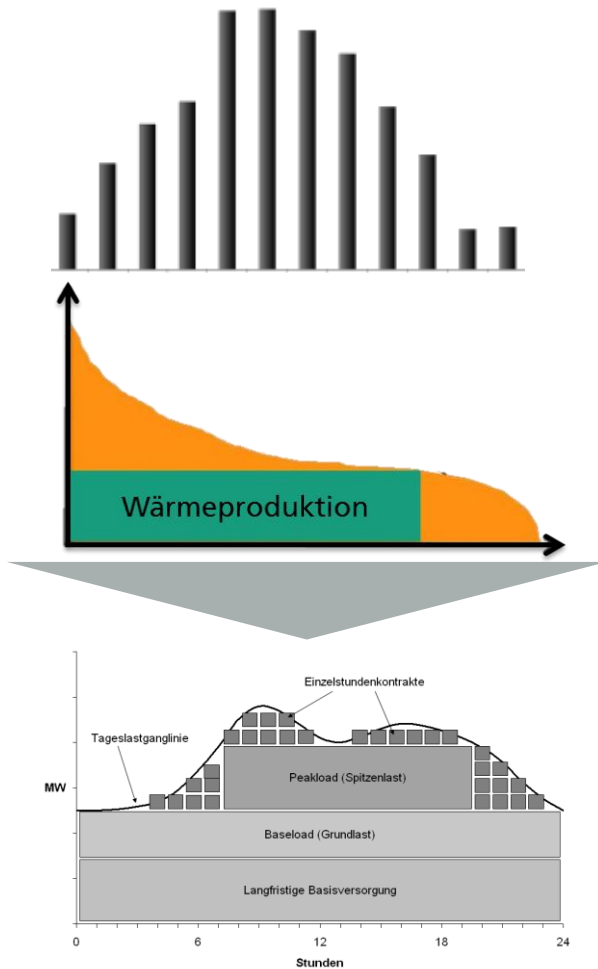 Wärmeproduktion
Einzelstundenkontrakte
Tageslastganglinie
MW
Peakload (Spitzenlast)
Baseload (Grundlast)
Langfristige Basisversorgung
0 6 12 18 24
Stunden